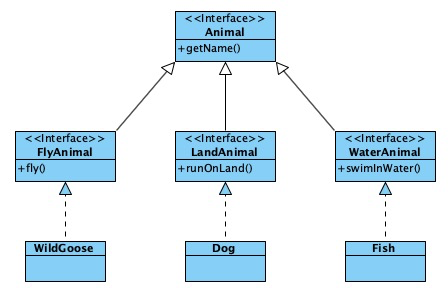 <<Interface>>
Animal
+getName()
<<Interface>>
FlyAnimal
+fly()
<<Interface>>
LandAnimal
+runOnLand()
<<Interface>>
WaterAnimal
+swimInWater()
WildGoose
Dog
Fish